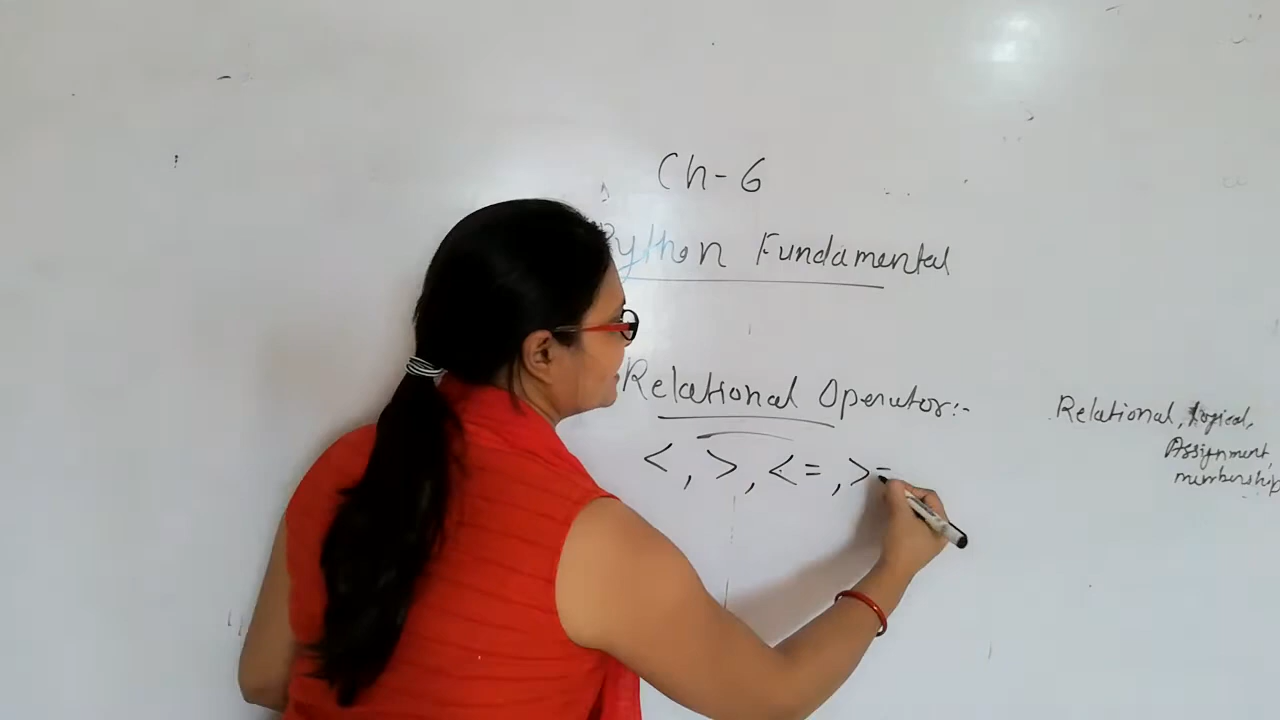 Ch-6
Python Fundamental
Relational Operator:-
<, >, <=, >=
Relational, Logical,
Assignment,
membership